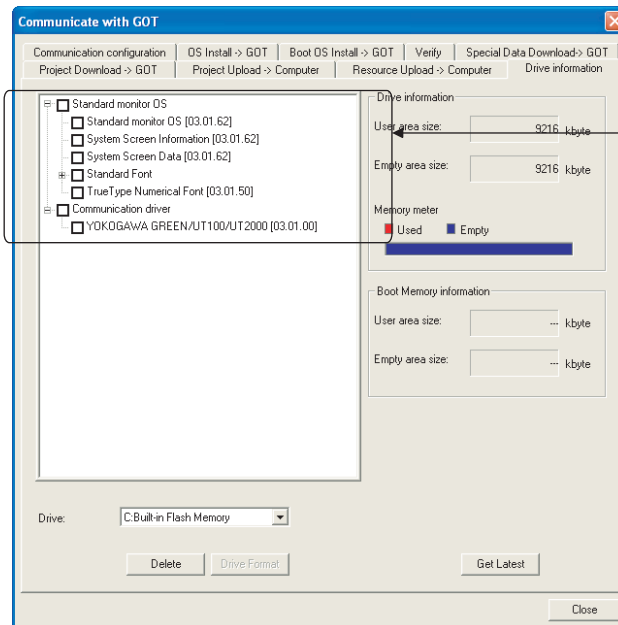 Communicate with GOT
Communication configuration OS Install -> GOT Boot OS Install -> GOT Verify Special Data Download-> GOT
Project Download -> GOT Project Upload -> Computer Resource Upload -> Computer Drive information
Standard monitor OS
Standard monitor OS [03.01.62]
System Screen Information [03.01.62]
System Screen Data [03.01.62]
Standard Font
TrueType Numerical Font [03.01.50]
Communication driver
YOKOGAWA GREEN/UT100/UT2000 [03.01.00]
Drive information
User area size: 9216 kbyte
Empty area size: 9216 kbyte
Memory meter
Used Empty
Boot Memory information
User area size: --- kbyte
Empty area size: --- kbyte
Drive: C:Built-in Flash Memory
Delete Drive Format Get Latest
Close